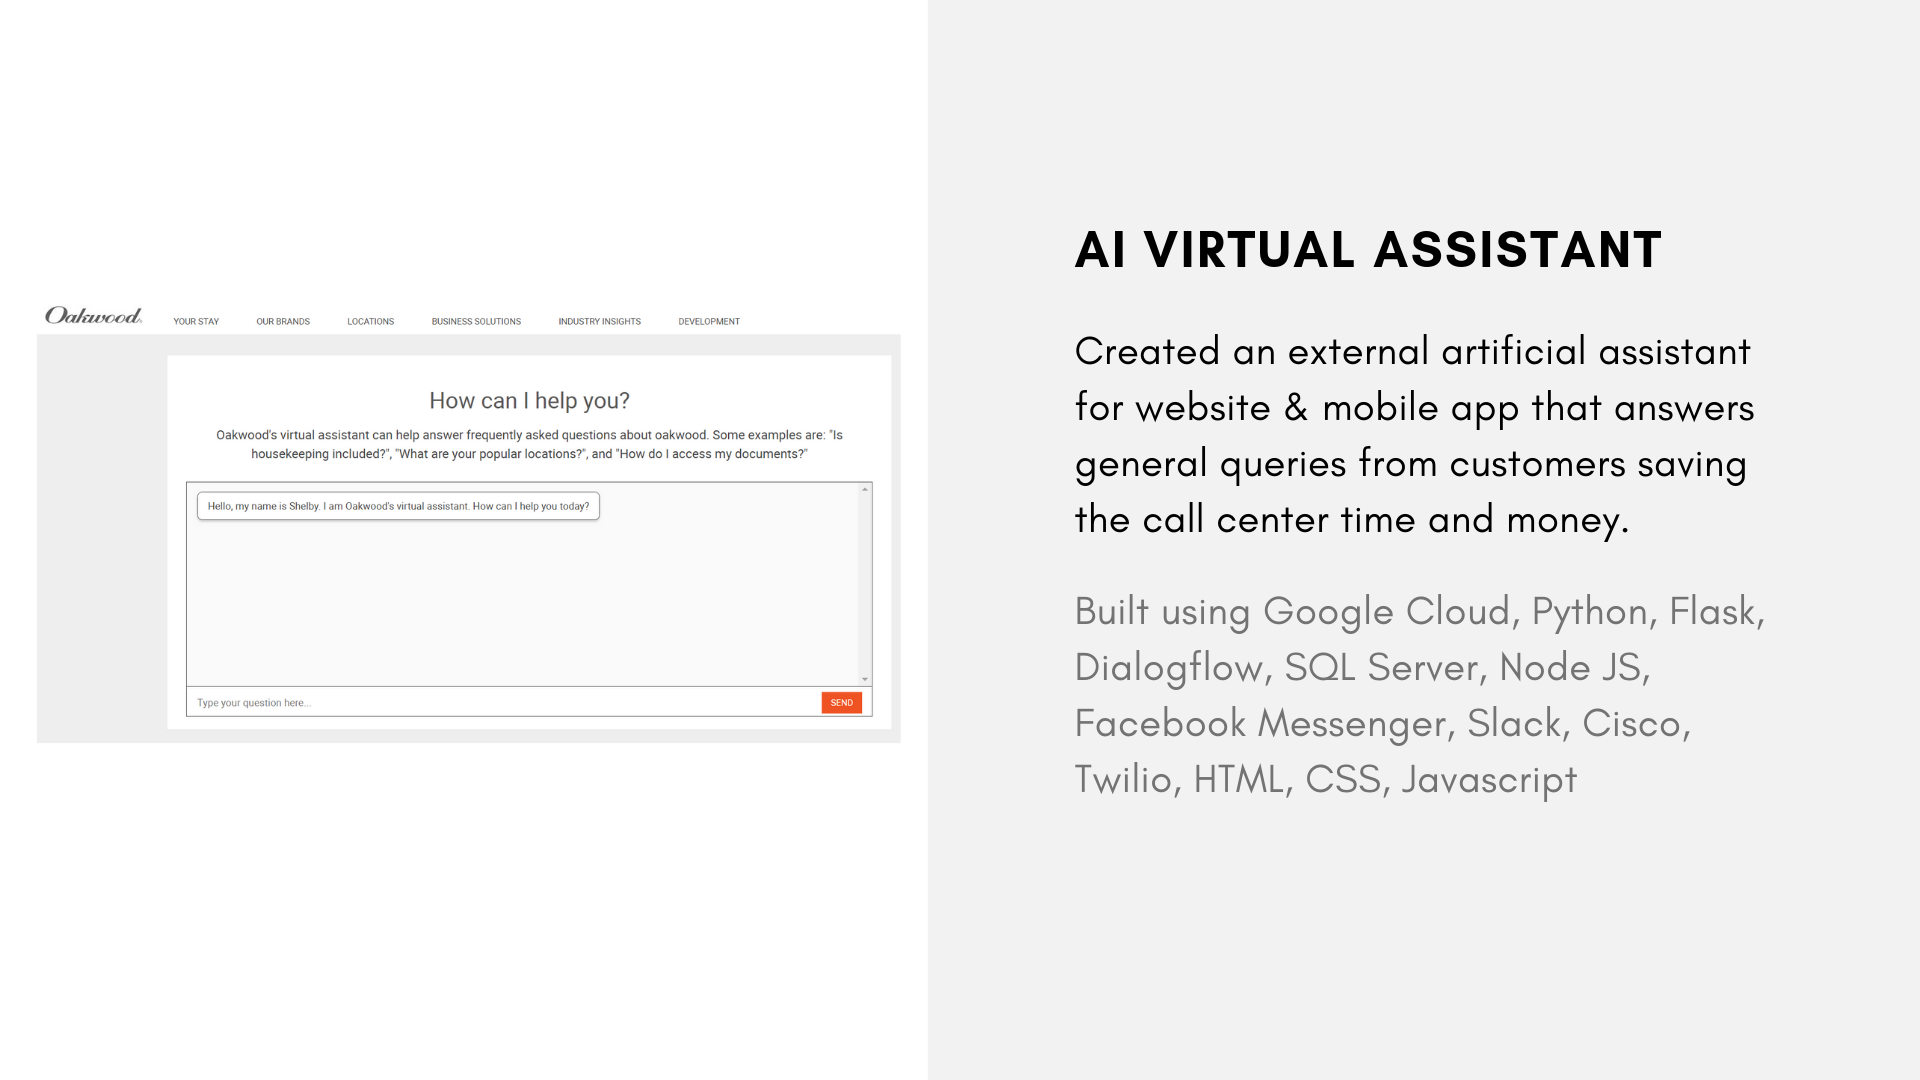 Oakwood
YOUR STAY OUR BRANDS LOCATIONS BUSINESS SOLUTIONS INDUSTRY INSIGHTS DEVELOPMENT
How can I help you?
Oakwood's virtual assistant can help answer frequently asked questions about oakwood. Some examples are: "Is
housekeeping included?", "What are your popular locations?", and "How do I access my documents?"
Hello, my name is Shelby. I am Oakwood's virtual assistant. How can I help you today?
Type your question here...
SEND
AI VIRTUAL ASSISTANT
Created an external artificial assistant
for website & mobile app that answers
general queries from customers saving
the call center time and money.
Built using Google Cloud, Python, Flask,
Dialogflow, SQL Server, Node JS,
Facebook Messenger, Slack, Cisco,
Twilio, HTML, CSS, Javascript